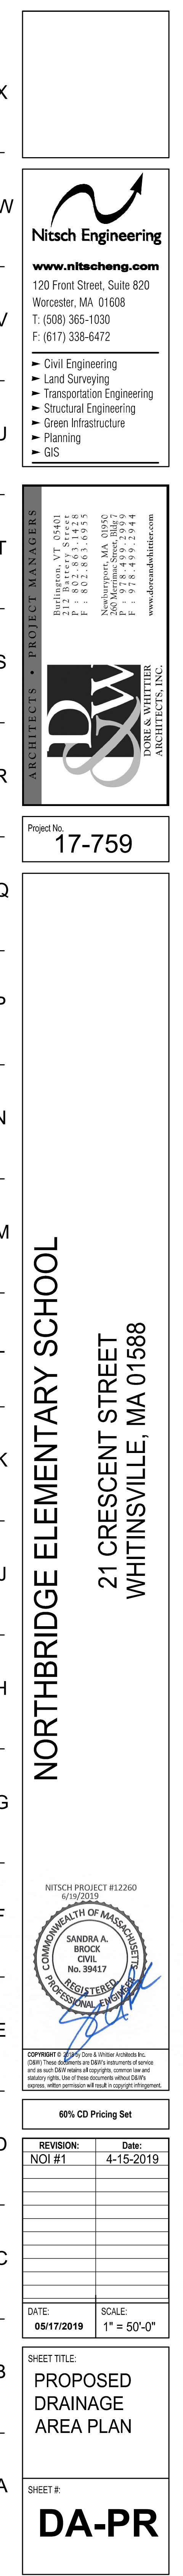 X
W
V
U
T
S
R
Q
P
N
M
L
K
J
H
G
F
E
D
C
B
A
Nitsch Engineering
www.nitscheng.com
120 Front Street, Suite 820
Worcester, MA 01608
T: (508) 365-1030
F: (617) 338-6472
► Civil Engineering
► Land Surveying
► Transportation Engineering
► Structural Engineering
► Green Infrastructure
► Planning
► GIS
ARCHITECTS • PROJECT MANAGERS
Burlington, VT 05401
212 Battery Street
P : 802.863.1428
F : 802.863.6955
Newburyport, MA 01950
260 Merrimac Street, Bldg 7
P : 978.499.2999
F : 978.499.2944
www.doreandwhittier.com
D&W
DORE & WHITTIER
ARCHITECTS, INC.
Project No.
17-759
NORTHBRIDGE ELEMENTARY SCHOOL
21 CRESCENT STREET
WHITINSVILLE, MA 01588
NITSCH PROJECT #12260
6/19/2019
COMMONWEALTH OF MASSACHUSETTS
SANDRA A.
BROCK
CIVIL
No. 39417
REGISTERED
PROFESSIONAL ENGINEER
COPYRIGHT © by Dore & Whittier Architects Inc.
(D&W) These documents are D&W's instruments of service
and as such D&W retains all copyrights, common law and
statutory rights. Use of these documents without D&W's
express, written permission will result in copyright infringement.
60% CD Pricing Set
REVISION: Date:
NOI #1 4-15-2019
DATE: SCALE:
05/17/2019 1" = 50'-0"
SHEET TITLE:
PROPOSED
DRAINAGE
AREA PLAN
SHEET #:
DA-PR